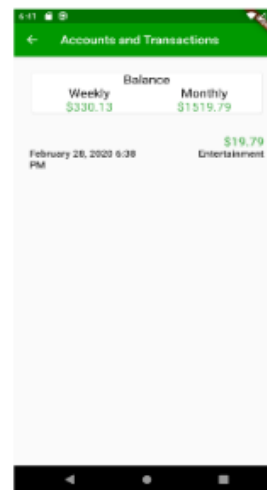 6:41
Accounts and Transactions
Balance
Weekly Monthly
$330.13 $1519.79
$19.79
February 28, 2020 6:38 Entertainment
PM